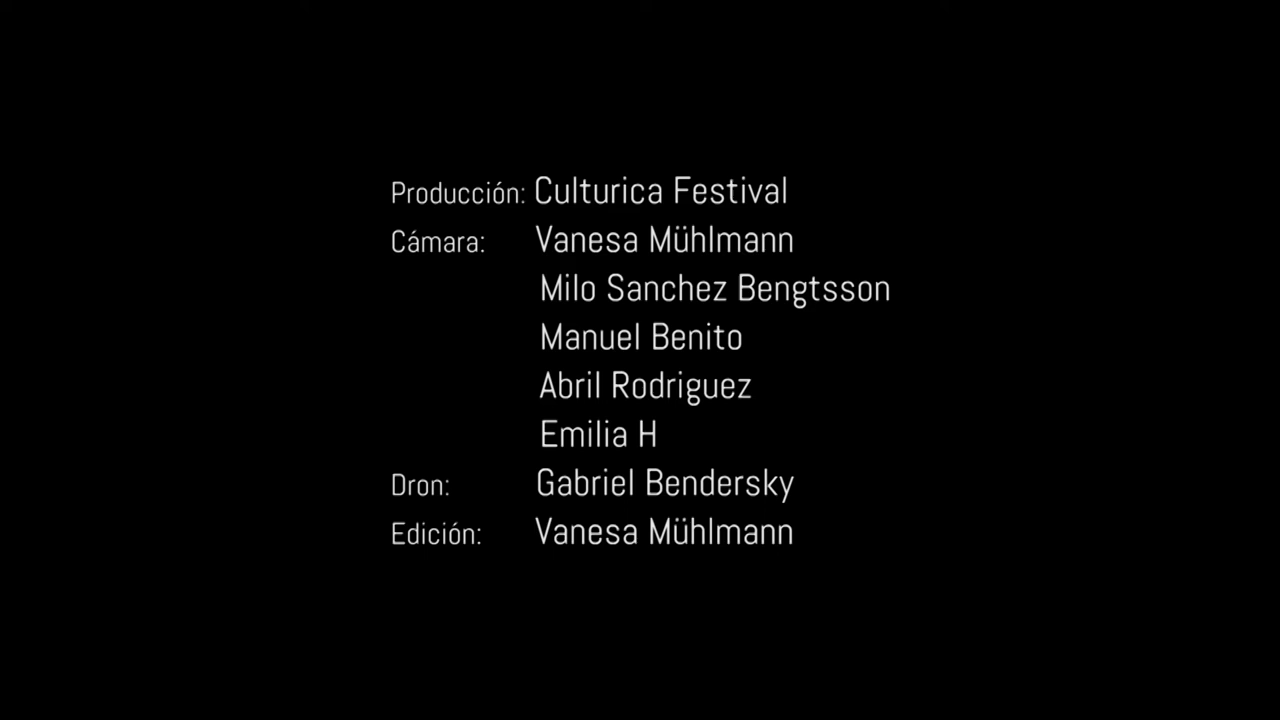 Producción: Culturica Festival
Cámara: Vanesa Mühlmann
Milo Sanchez Bengtsson
Manuel Benito
Abril Rodriguez
Emilia H
Dron: Gabriel Bendersky
Edición: Vanesa Mühlmann